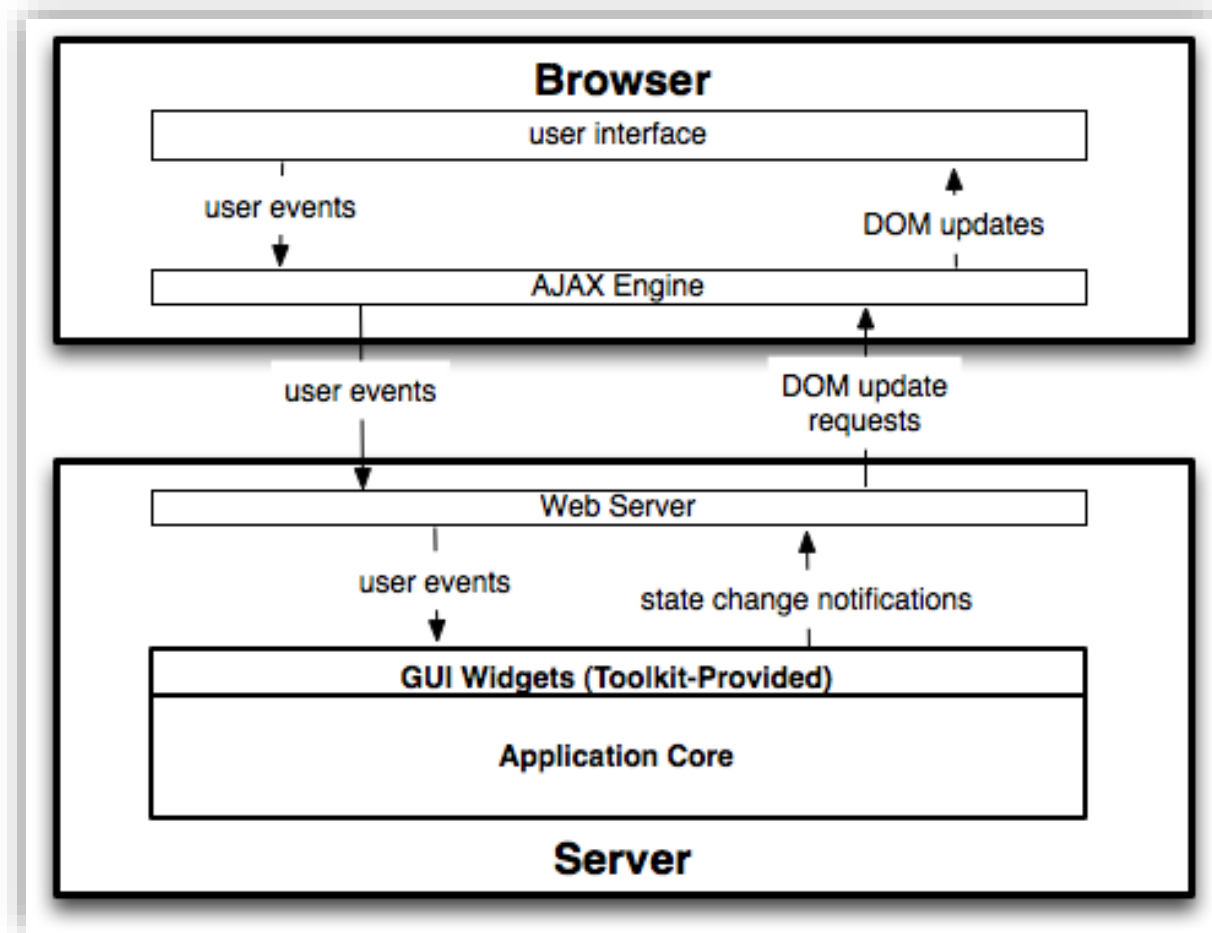 Browser
user interface
user events
DOM updates
AJAX Engine
user events
DOM update
requests
Web Server
user events
state change notifications
GUI Widgets (Toolkit-Provided)
Application Core
Server